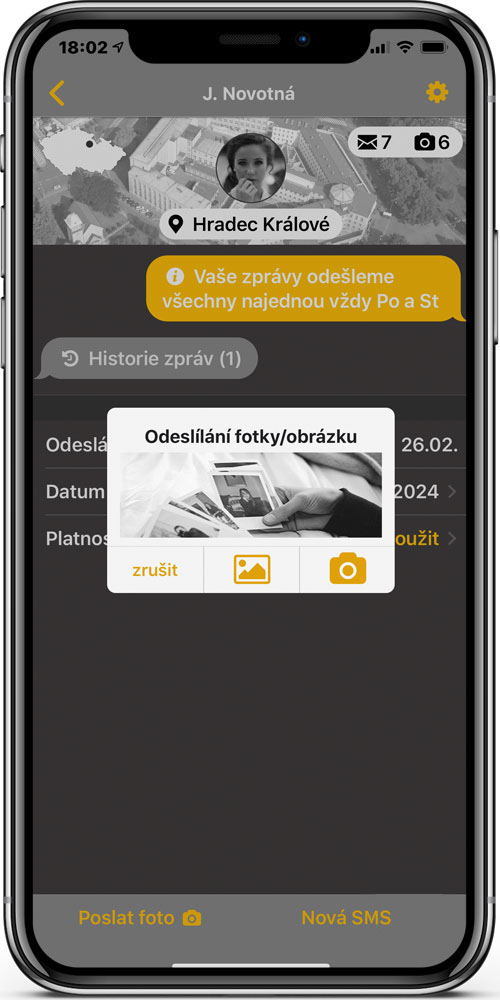 18:02
J. Novotná
7 6
Hradec Králové
Vaše zprávy odešleme
všechny najednou vždy Po a St
Historie zpráv (1)
Odeslílání fotky/obrázku
Odeslá 26.02.
Datum 2024
Platnos oužit
zrušit
Poslat foto Nová SMS